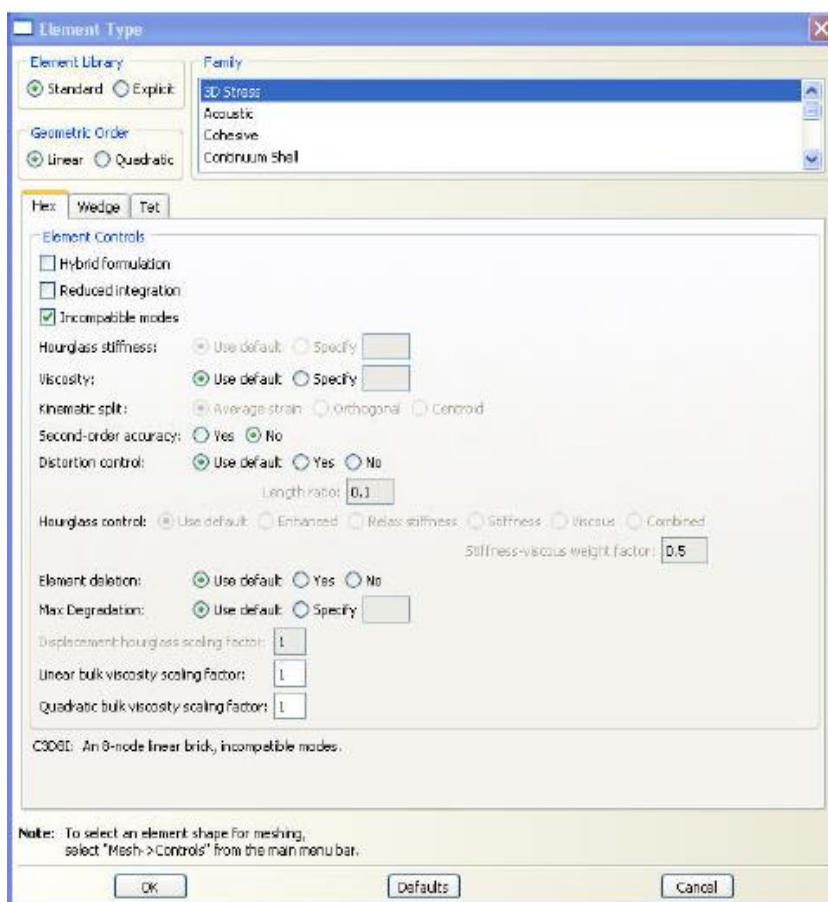 Element Type
Element Library
Standard Explicit
Family
3D Stress
Acoustic
Cohesive
Continuum Shell
Geometric Order
Linear Quadratic
Hex Wedge Tet
Element Controls
Hybrid formulation
Reduced integration
Incompatible modes
Hourglass stiffness: Use default Specify
Viscosity: Use default Specify
Kinematic split: Average strain Orthogonal Centroid
Second-order accuracy: Yes No
Distortion control: Use default Yes No
Length ratio: 0.1
Hourglass control: Use default Enhanced Relax stiffness Stiffness Viscous Combined
Stiffness-viscous weight factor: 0.5
Element deletion: Use default Yes No
Max Degradation: Use default Specify
Displacement hourglass scaling factor: 1
Linear bulk viscosity scaling factor: 1
Quadratic bulk viscosity scaling factor: 1
C3D8I: An 8-node linear brick, incompatible modes.
Note: To select an element shape for meshing,
select "Mesh->Controls" from the main menu bar.
OK Defaults Cancel